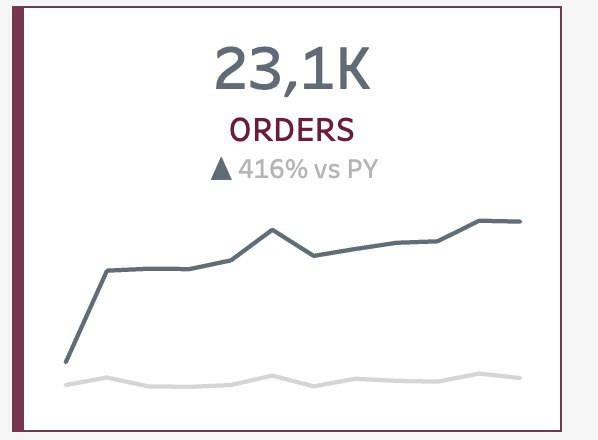 23,1K
ORDERS
▲ 416% vs PY